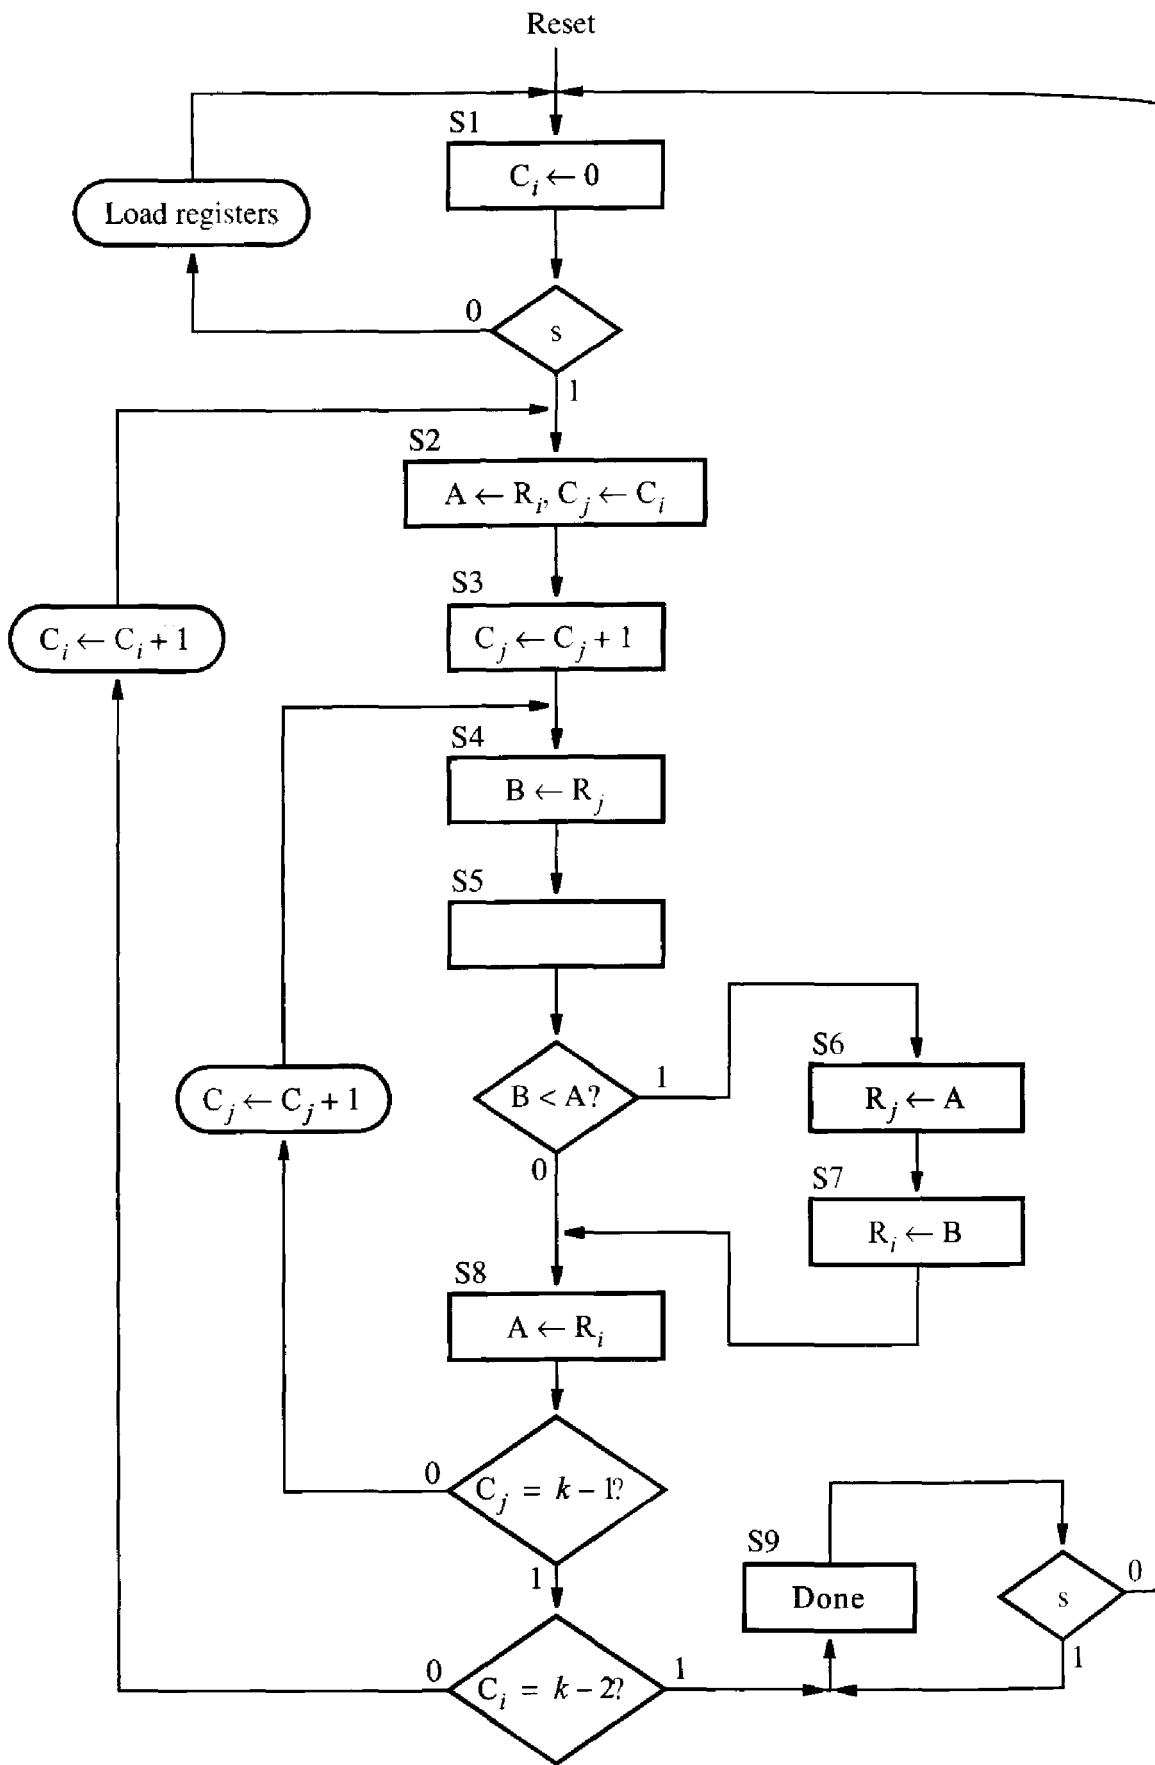 Reset
S1
C_i ← 0
Load registers
0
s
1
S2
A ← R_i, C_j ← C_i
S3
C_i ← C_i + 1
C_j ← C_j + 1
S4
B ← R_j
S5
S6
C_j ← C_j + 1
B < A?
1
R_j ← A
0
S7
R_i ← B
S8
A ← R_i
0
C_j = k – 1?
S9
1
Done
s
0
1
0
C_i = k – 2?
1